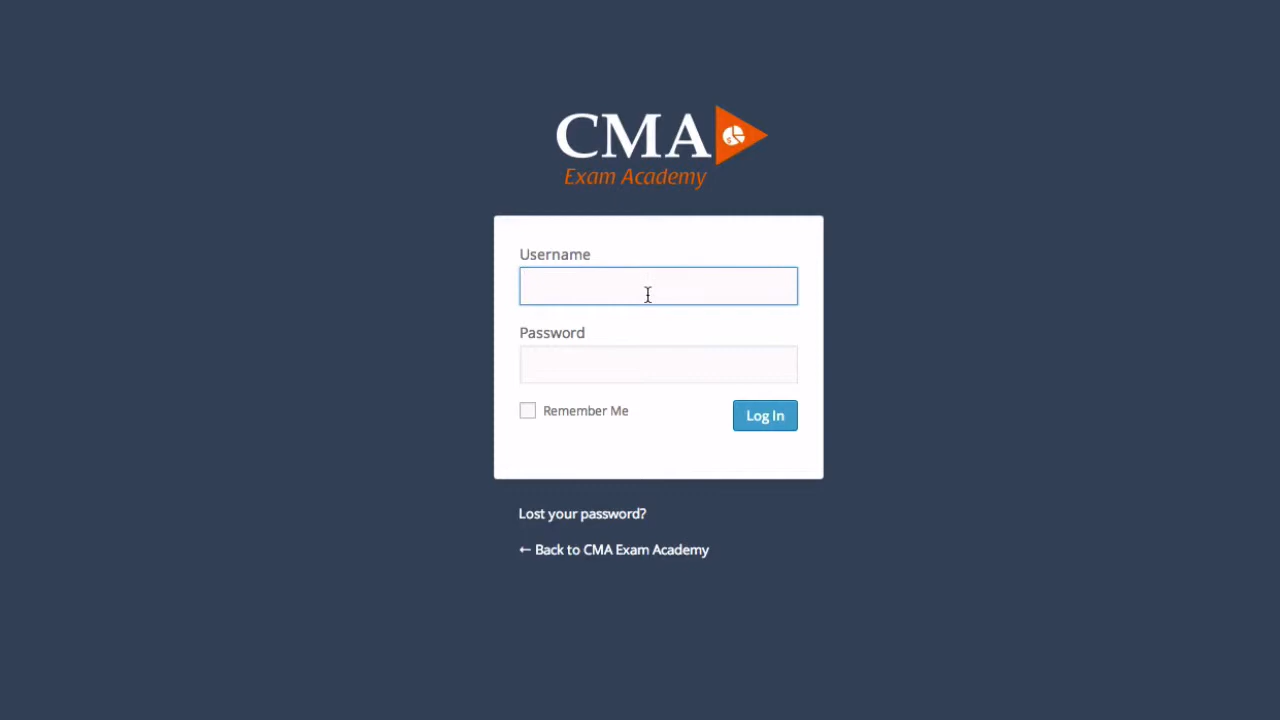 CMA
Exam Academy
Username
Password
Remember Me
Log In
Lost your password?
← Back to CMA Exam Academy